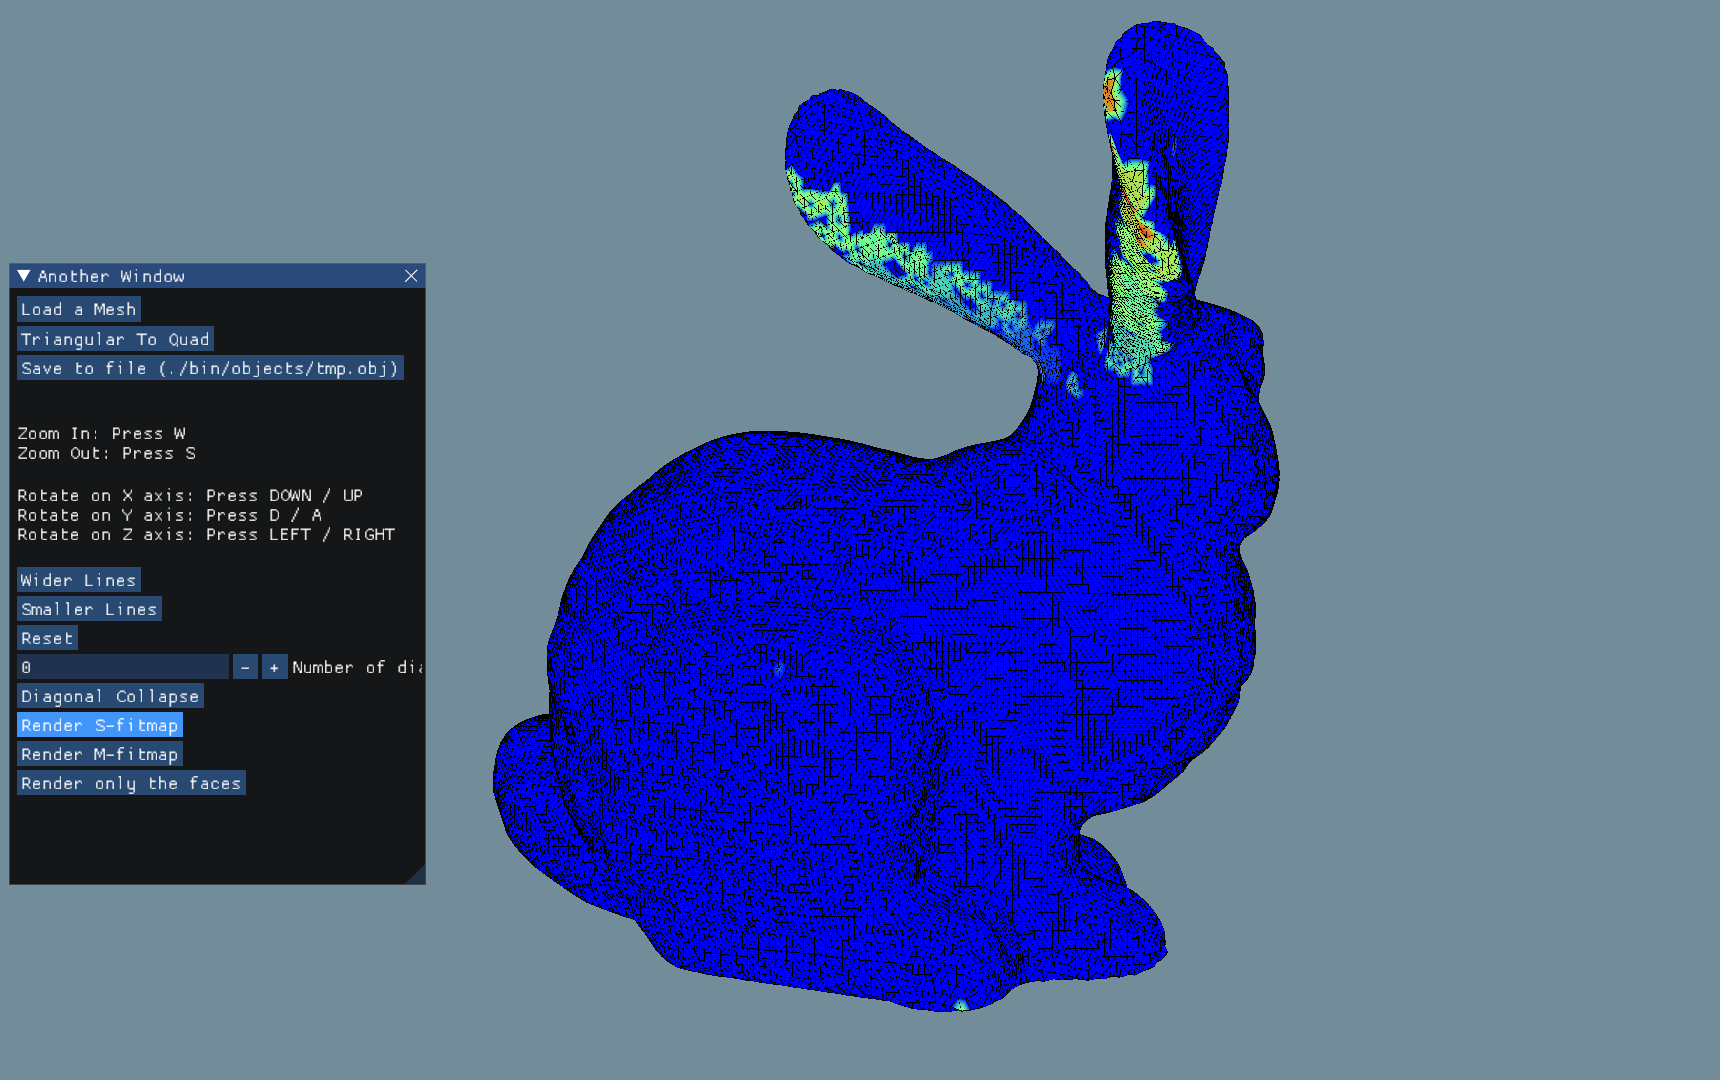 Another Window
Load a Mesh
Triangular To Quad
Save to file (./bin/objects/tmp.obj)
Zoom In: Press W
Zoom Out: Press S
Rotate on X axis: Press DOWN / UP
Rotate on Y axis: Press D / A
Rotate on Z axis: Press LEFT / RIGHT
Wider Lines
Smaller Lines
Reset
0 - + Number of
Diagonal Collapse
Render S-fitmap
Render M-fitmap
Render only the faces